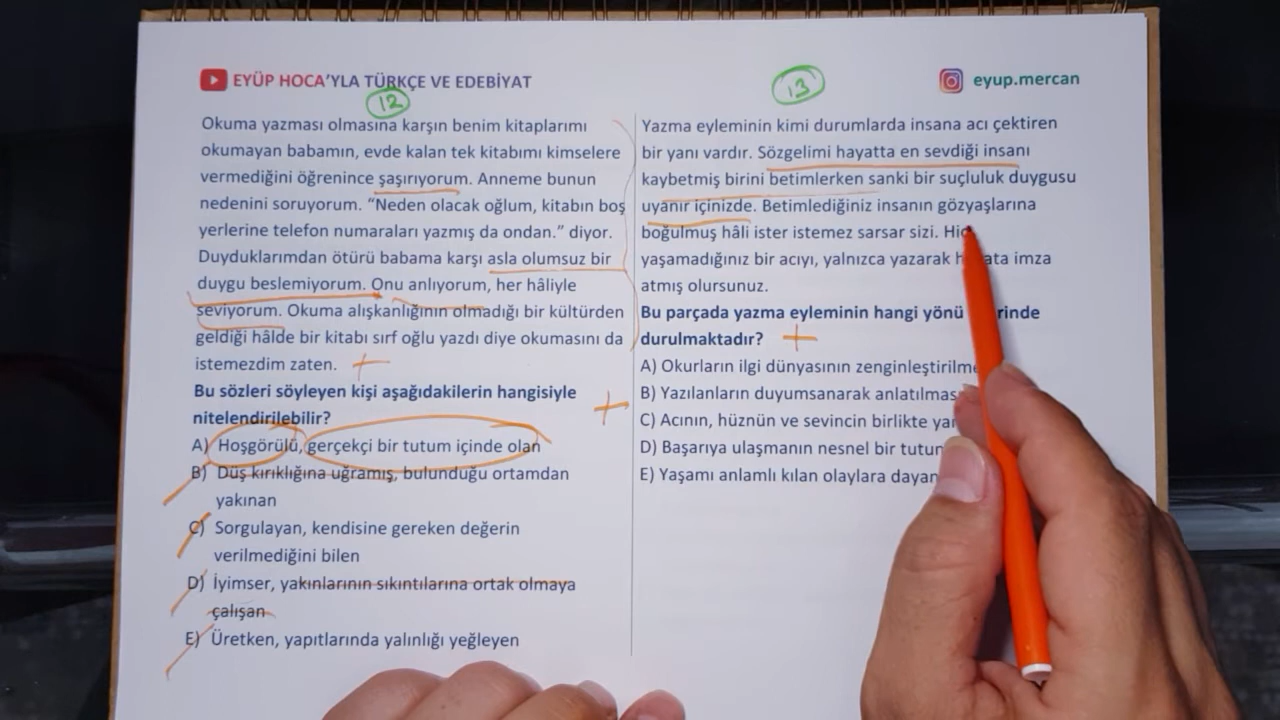 EYÜP HOCA'YLA TÜRKÇE VE EDEBİYAT
12
Okuma yazması olmasına karşın benim kitaplarımı
okumayan babamın, evde kalan tek kitabımı kimselere
vermediğini öğrenince şaşırıyorum. Anneme bunun
nedenini soruyorum. “Neden olacak oğlum, kitabın boş
yerlerine telefon numaraları yazmış da ondan.” diyor.
Duyduklarımdan ötürü babama karşı asla olumsuz bir
duygu beslemiyorum. Onu anlıyorum, her hâliyle
seviyorum. Okuma alışkanlığının olmadığı bir kültürden
geldiği hâlde bir kitabı sırf oğlu yazdı diye okumasını da
istemezdim zaten.
Bu sözleri söyleyen kişi aşağıdakilerin hangisiyle
nitelendirilebilir?
A) Hoşgörülü, gerçekçi bir tutum içinde olan
B) Düş kırıklığına uğramış, bulunduğu ortamdan
yakınan
C) Sorgulayan, kendisine gereken değerin
verilmediğini bilen
D) İyimser, yakınlarının sıkıntılarına ortak olmaya
çalışan
E) Üretken, yapıtlarında yalınlığı yeğleyen
13
eyup.mercan
Yazma eyleminin kimi durumlarda insana acı çektiren
bir yanı vardır. Sözgelimi hayatta en sevdiği insanı
kaybetmiş birini betimlerken sanki bir suçluluk duygusu
uyanır içinizde. Betimlediğiniz insanın gözyaşlarına
boğulmuş hâli ister istemez sarsar sizi.
yaşamadığınız bir acıyı, yalnızca yazarak imza
atmış olursunuz.
Bu parçada yazma eyleminin hangi yönü
durulmaktadır?
A) Okurların ilgi dünyasının
B) Yazılanların duyumsanarak
C) Acının, hüznün ve sevincin birlikte
D) Başarıya ulaşmanın nesnel bir
E) Yaşamı anlamlı kılan olaylara